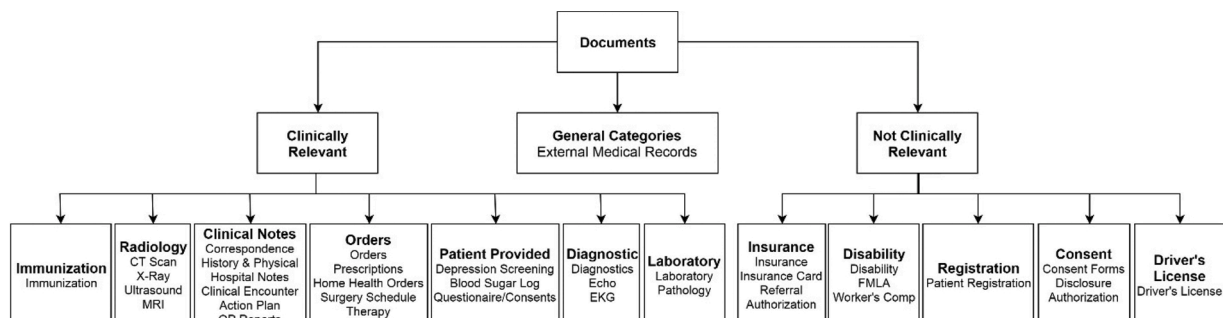 Documents
Clinically
Relevant
General Categories
External Medical Records
Not Clinically
Relevant
Immunization
Immunization
Radiology
CT Scan
X-Ray
Ultrasound
MRI
Clinical Notes
Correspondence
History & Physical
Hospital Notes
Clinical Encounter
Action Plan
OP Reports
Orders
Orders
Prescriptions
Home Health Orders
Surgery Schedule
Therapy
Patient Provided
Depression Screening
Blood Sugar Log
Questionaire/Consents
Diagnostic
Diagnostics
Echo
EKG
Laboratory
Laboratory
Pathology
Insurance
Insurance
Insurance Card
Referral
Authorization
Disability
Disability
FMLA
Worker's Comp
Registration
Patient Registration
Consent
Consent Forms
Disclosure
Authorization
Driver's
License
Driver's License